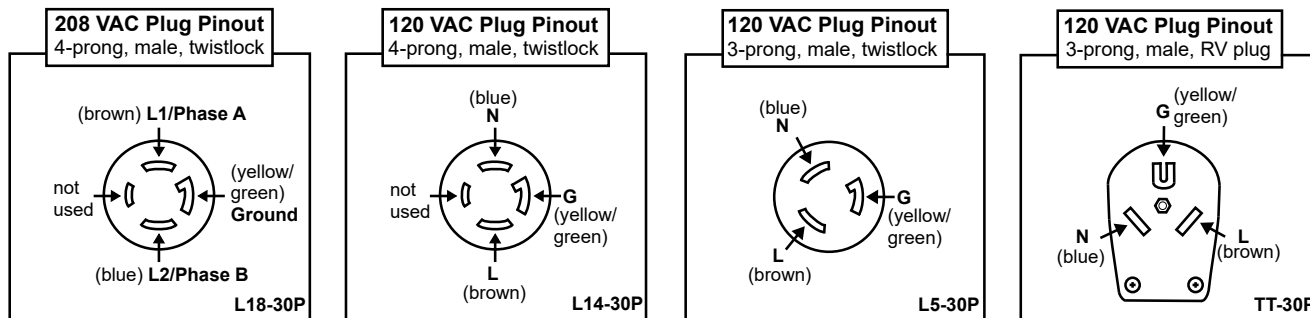 208 VAC Plug Pinout
4-prong, male, twistlock
(brown) L1/Phase A
not
used
(yellow/
green)
Ground
(blue) L2/Phase B
L18-30P
120 VAC Plug Pinout
4-prong, male, twistlock
(blue)
N
not
used
G
(yellow/
green)
L
(brown)
L14-30P
120 VAC Plug Pinout
3-prong, male, twistlock
(blue)
N
G
(yellow/
green)
L
(brown)
L5-30P
120 VAC Plug Pinout
3-prong, male, RV plug
(yellow/
G green)
N
(blue)
L
(brown)
TT-30P